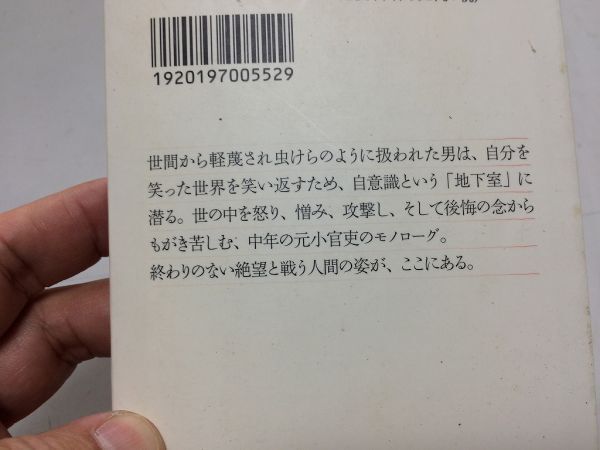 1920197005529
世間から軽蔑され虫けらのように扱われた男は、自分を
笑った世界を笑い返すため、自意識という「地下室」に
潜る。世の中を怒り、憎み、攻撃し、そして後悔の念から
もがき苦しむ、中年の元小官吏のモノローグ。
終わりのない絶望と戦う人間の姿が、ここにある。